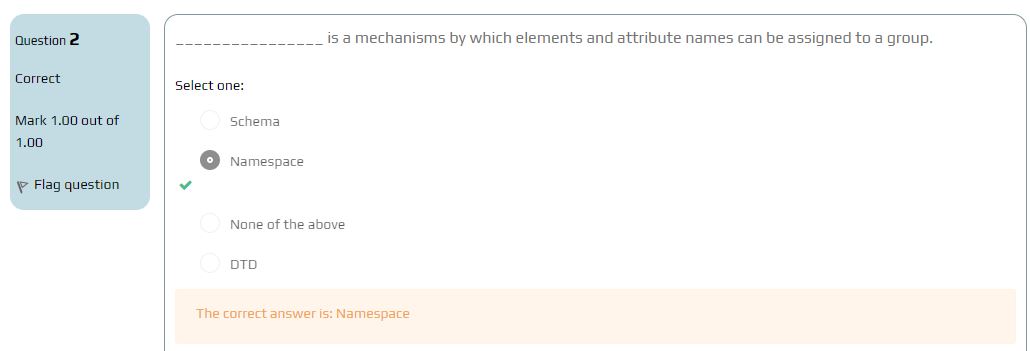 Question 2
Correct
Mark 1.00 out of
1.00
Flag question
________________ is a mechanisms by which elements and attribute names can be assigned to a group.
Select one:
Schema
Namespace
None of the above
DTD
The correct answer is: Namespace